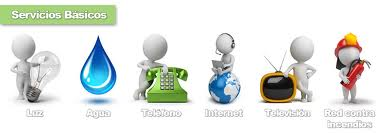 Servicios Básicos
Luz
Agua
Teléfono
Internet
Televisión
Red contra
incendios